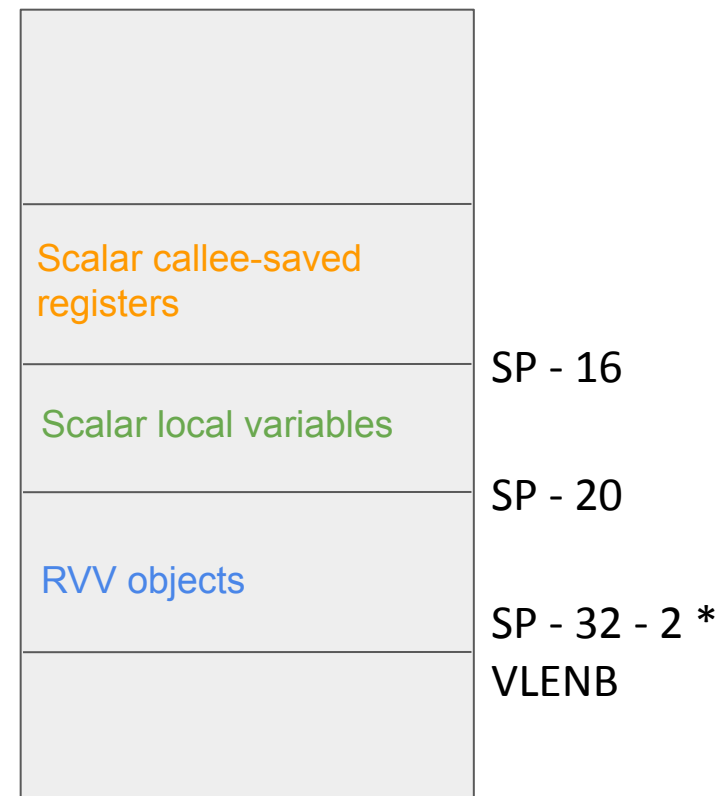 Scalar callee-saved
registers
SP - 16
Scalar local variables
SP - 20
RVV objects
SP - 32 - 2 *
VLENB